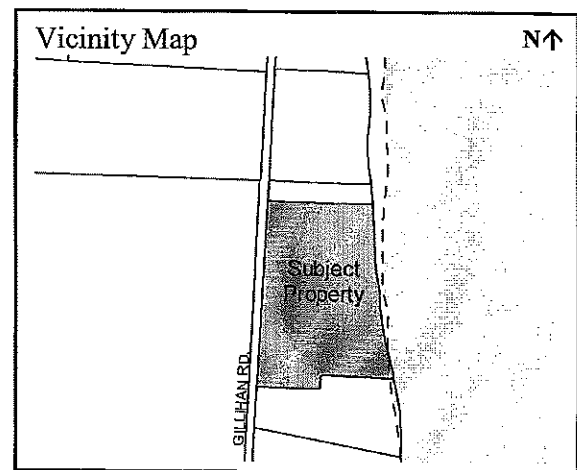 Vicinity Map
N↑
Subject
Property
GILLIHAN RD.